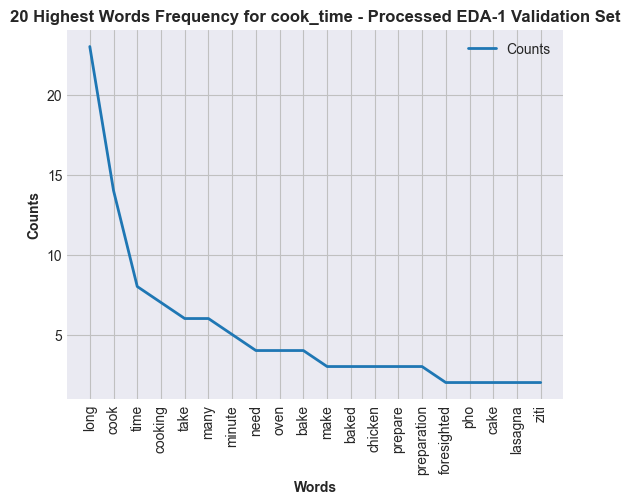 20 Highest Words Frequency for cook_time - Processed EDA-1 Validation Set
Counts
20
15
10
5
Counts
long
cook
time
cooking
take
many
minute
need
oven
bake
make
baked
chicken
prepare
preparation
foresighted
pho
cake
lasagna
ziti
Words